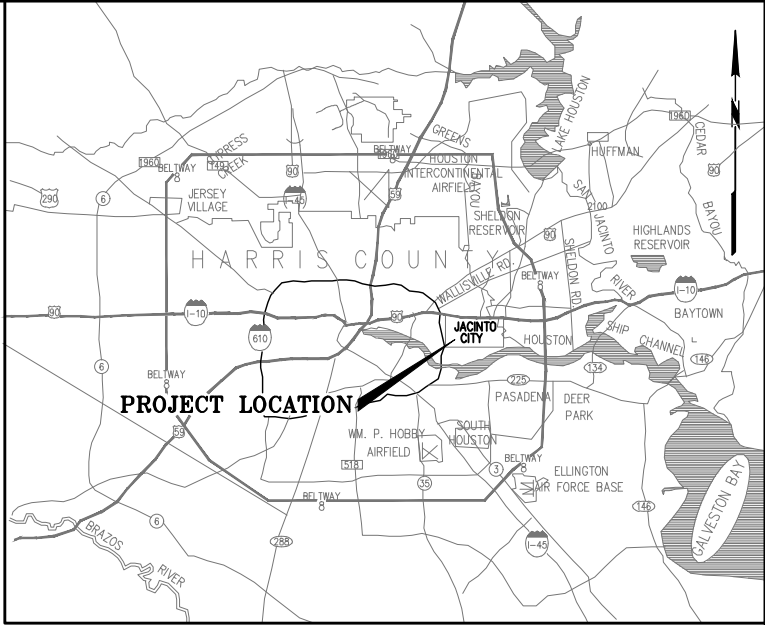 N
LAKE HOUSTON
1960
CEDAR
BAYOU
GREENS
BAYOU
HUFFMAN
BELTWAY
8
1960
149
CYPRESS
CREEK
BELTWAY
HOUSTON
INTERCONTINENTAL
AIRFIELD
90
90
I-45
59
290
6
JERSEY
VILLAGE
SAN
JACINTO
RIVER
2100
SHELDON
RESERVOIR
90
SHELDON RD.
HIGHLANDS
RESERVOIR
HARRIS COUNTY
WALLISVILLE RD.
BELTWAY
8
I-10
90
I-10
90
BAYTOWN
610
JACINTO
CITY
HOUSTON
SHIP
CHANNEL
146
6
134
BELTWAY
8
225
PASADENA
DEER
PARK
PROJECT LOCATION
59
WM. P. HOBBY
AIRFIELD
SOUTH
HOUSTON
518
3
BELTWAY
8
35
ELLINGTON
AIR FORCE BASE
BELTWAY
8
146
GALVESTON BAY
6
BRAZOS
RIVER
288
I-45